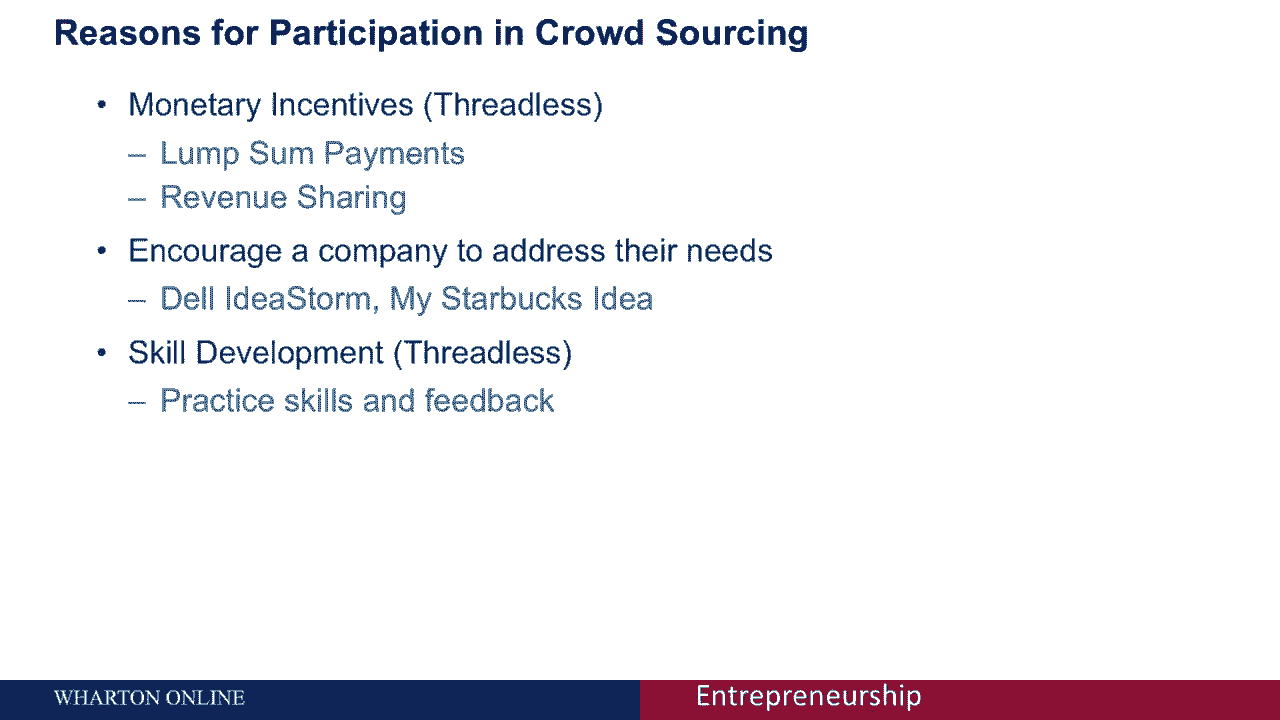 Reasons for Participation in Crowd Sourcing
• Monetary Incentives (Threadless)
– Lump Sum Payments
– Revenue Sharing
• Encourage a company to address their needs
– Dell IdeaStorm, My Starbucks Idea
• Skill Development (Threadless)
– Practice skills and feedback
WHARTON ONLINE
Entrepreneurship